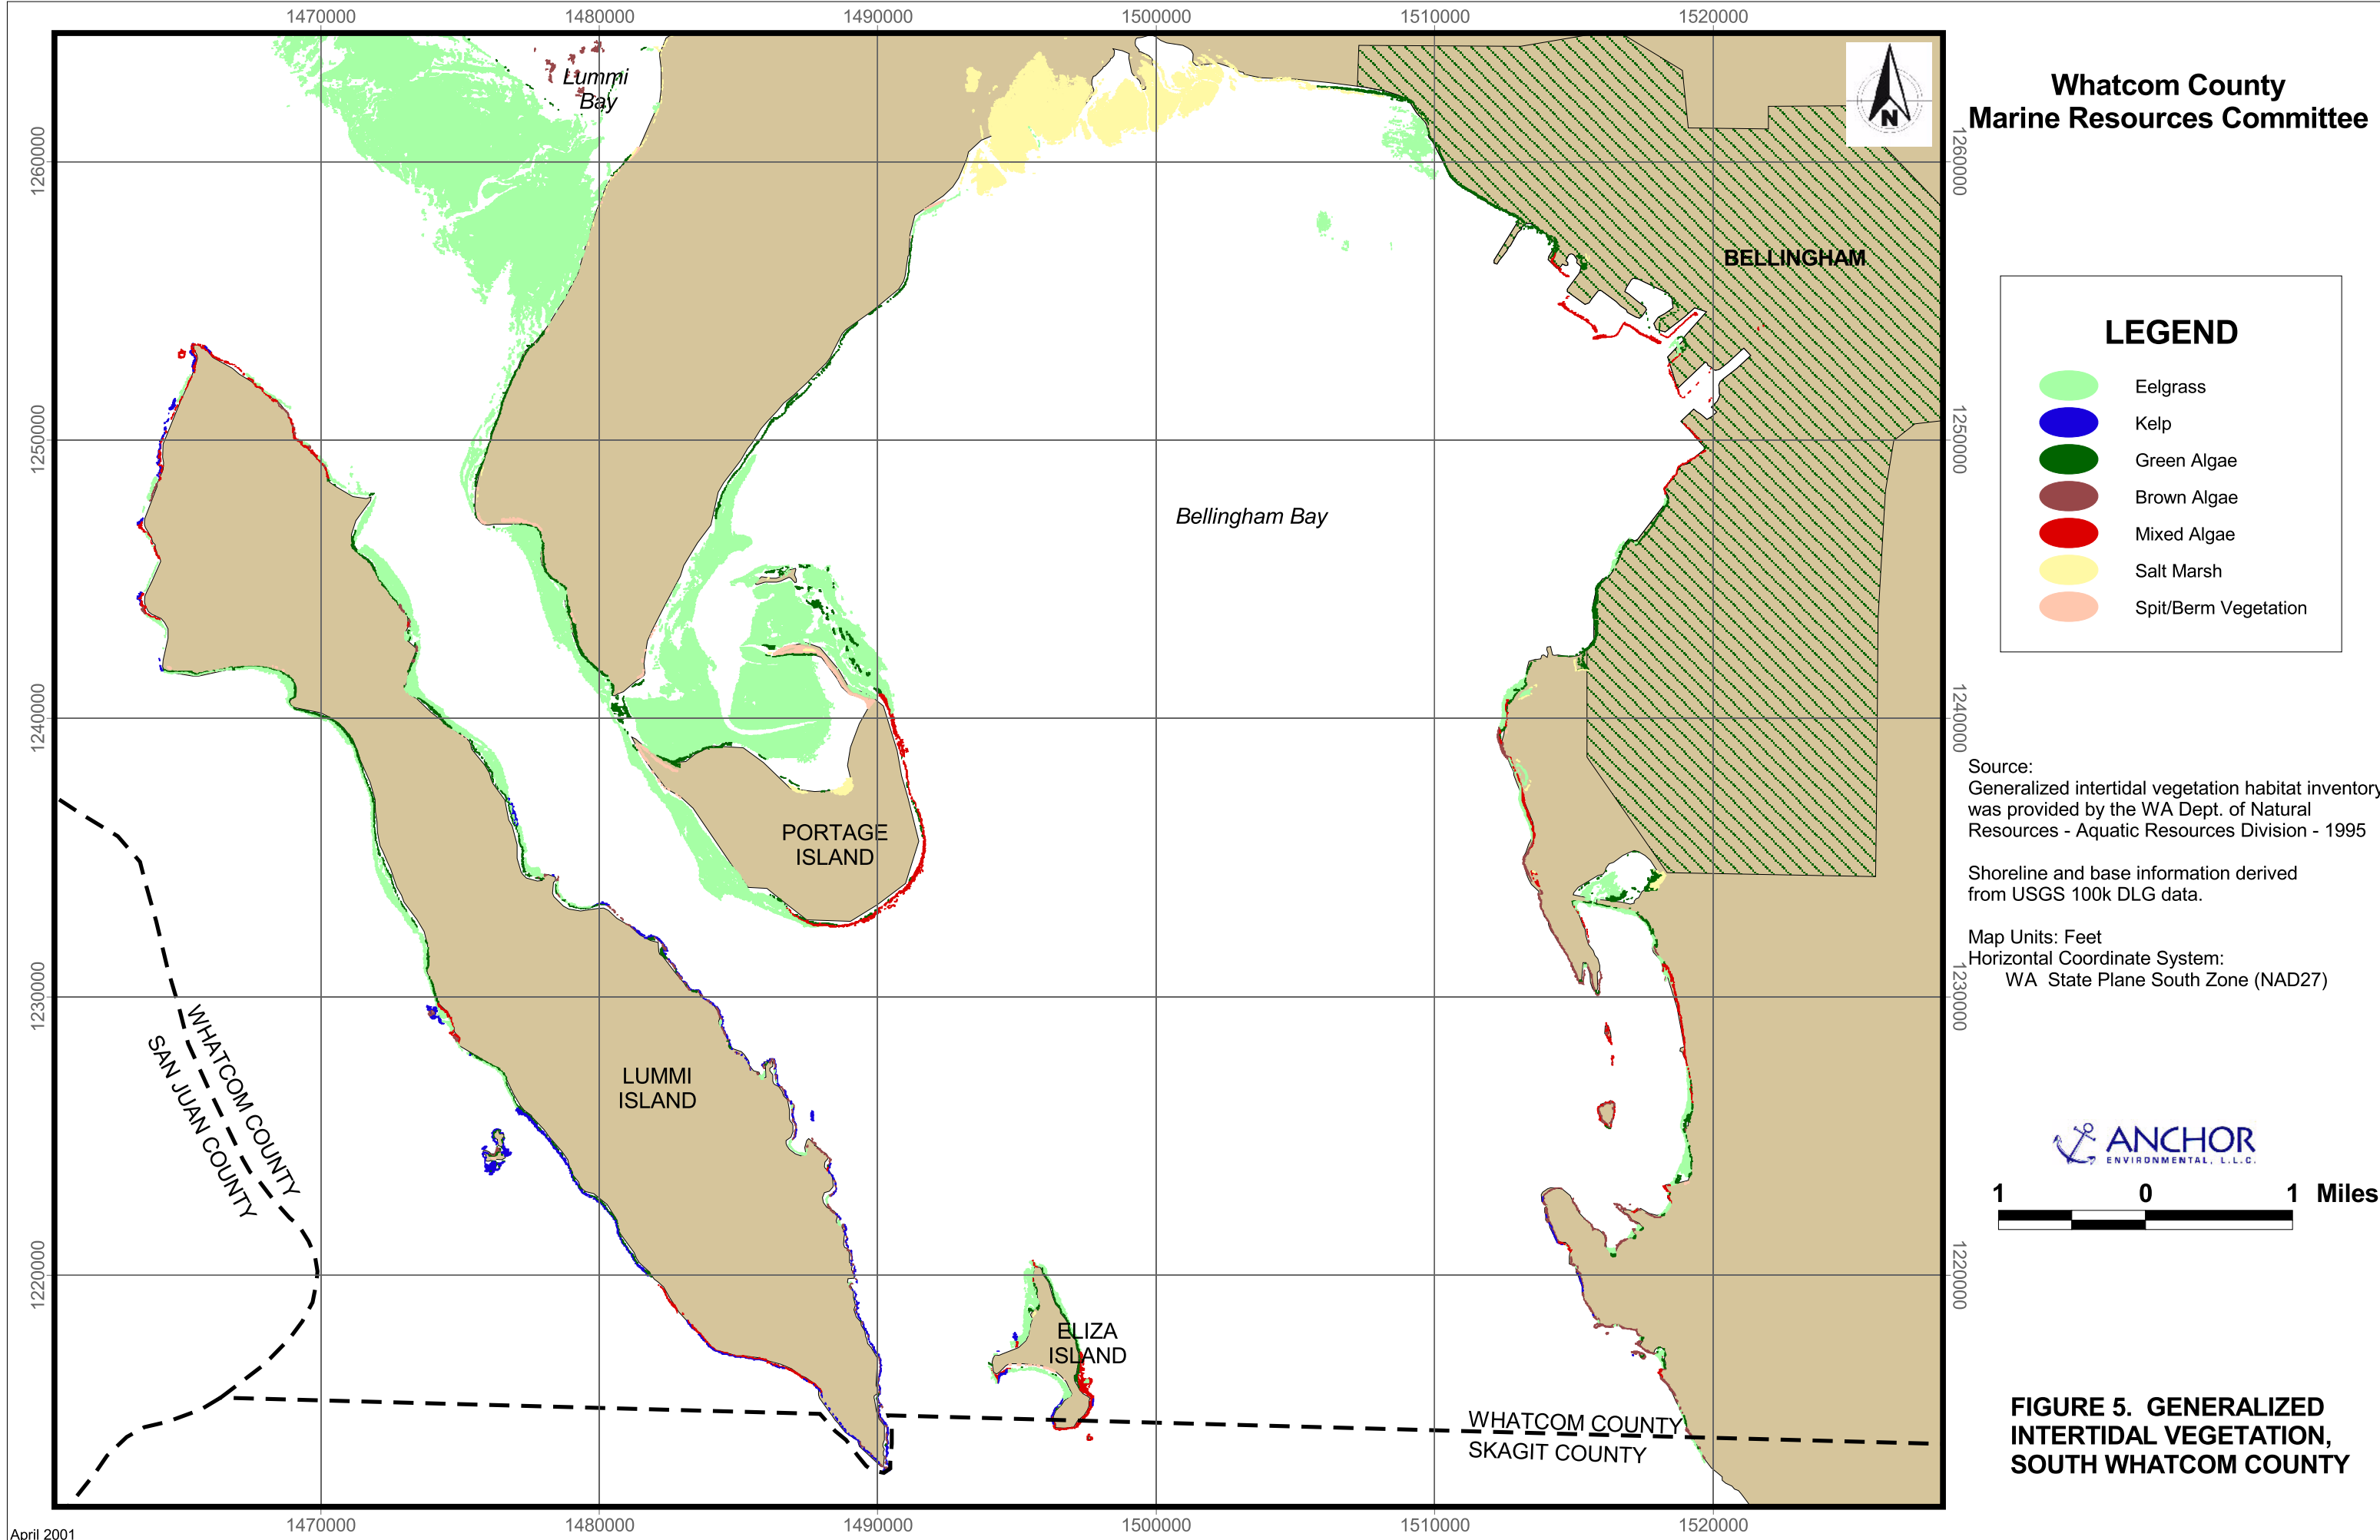 1470000
1480000
1490000
1500000
1510000
1520000
1260000
1250000
1240000
1230000
1220000
Lummi
Bay
Bellingham Bay
BELLINGHAM
PORTAGE
ISLAND
LUMMI
ISLAND
ELIZA
ISLAND
WHATCOM COUNTY
SAN JUAN COUNTY
WHATCOM COUNTY
SKAGIT COUNTY
N
1260000
1250000
1240000
1230000
1220000
1470000
1480000
1490000
1500000
1510000
1520000
April 2001
Whatcom County
Marine Resources Committee
LEGEND
Eelgrass
Kelp
Green Algae
Brown Algae
Mixed Algae
Salt Marsh
Spit/Berm Vegetation
Source:
Generalized intertidal vegetation habitat inventory
was provided by the WA Dept. of Natural
Resources - Aquatic Resources Division - 1995
Shoreline and base information derived
from USGS 100k DLG data.
Map Units: Feet
Horizontal Coordinate System:
WA State Plane South Zone (NAD27)
ANCHOR
ENVIRONMENTAL, L.L.C.
1 0 1 Miles
FIGURE 5. GENERALIZED
INTERTIDAL VEGETATION,
SOUTH WHATCOM COUNTY